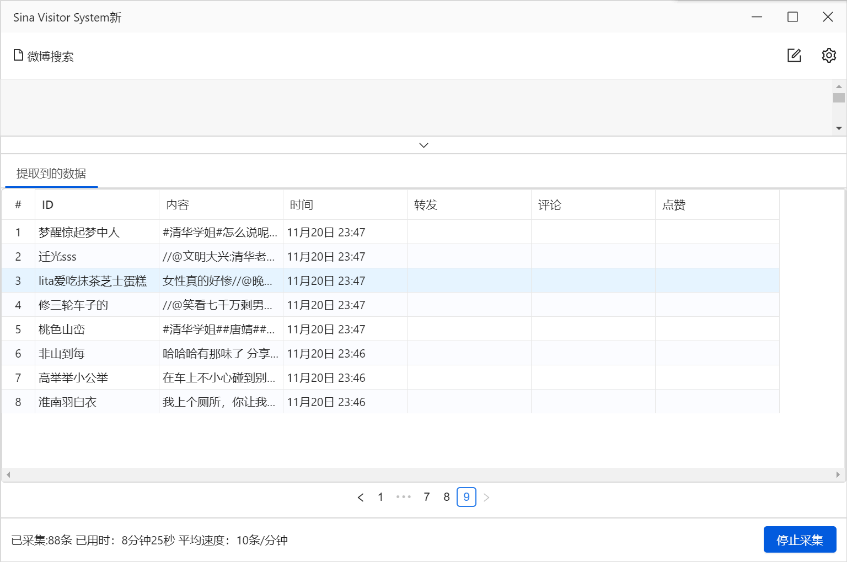 Sina Visitor System新
微博搜索
提取到的数据
# ID 内容 时间 转发 评论 点赞
1 梦醒惊起梦中人 #清华学姐#怎么说呢... 11月20日 23:47
2 迁光sss //@文明大兴:清华老... 11月20日 23:47
3 lita爱吃抹茶芝士蛋糕 女性真的好惨//@晚... 11月20日 23:47
4 修三轮车子的 //@笑看七千万剩男... 11月20日 23:47
5 桃色山峦 #清华学姐##唐婧##... 11月20日 23:47
6 非山到每 哈哈哈有那味了 分享... 11月20日 23:46
7 高举举小公举 在车上不小心碰到别... 11月20日 23:46
8 淮南羽白衣 我上个厕所，你让我... 11月20日 23:46
1 ••• 7 8 9
已采集:88条 已用时：8分钟25秒 平均速度：10条/分钟
停止采集